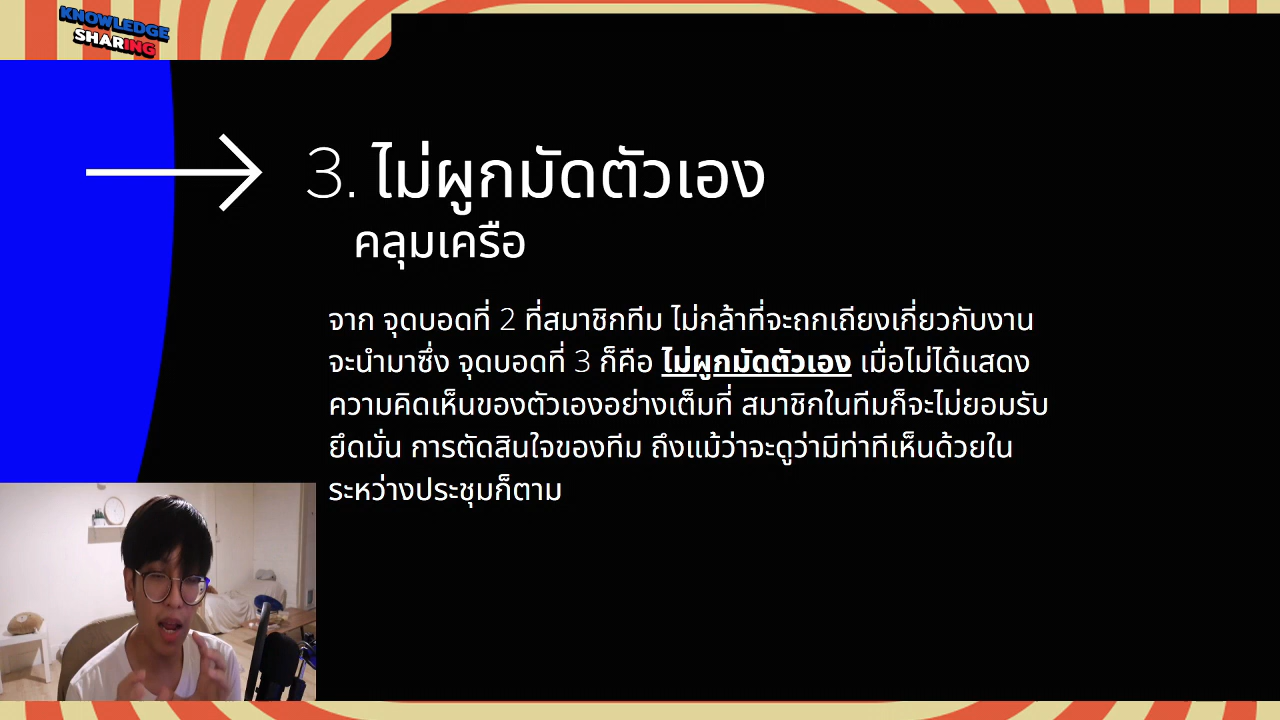 KNOWLEDGE
SHARING
3. ไม่ผูกมัดตัวเอง
คลุมเครือ
จาก จุดบอดที่ 2 ที่สมาชิกทีม ไม่กล้าที่จะถกเถียงเกี่ยวกับงาน
จะนำมาซึ่ง จุดบอดที่ 3 ก็คือ ไม่ผูกมัดตัวเอง เมื่อไม่ได้แสดง
ความคิดเห็นของตัวเองอย่างเต็มที่ สมาชิกในทีมก็จะไม่ยอมรับ
ยึดมั่น การตัดสินใจของทีม ถึงแม้ว่าจะดูว่ามีท่าทีเห็นด้วยใน
ระหว่างประชุมก็ตาม